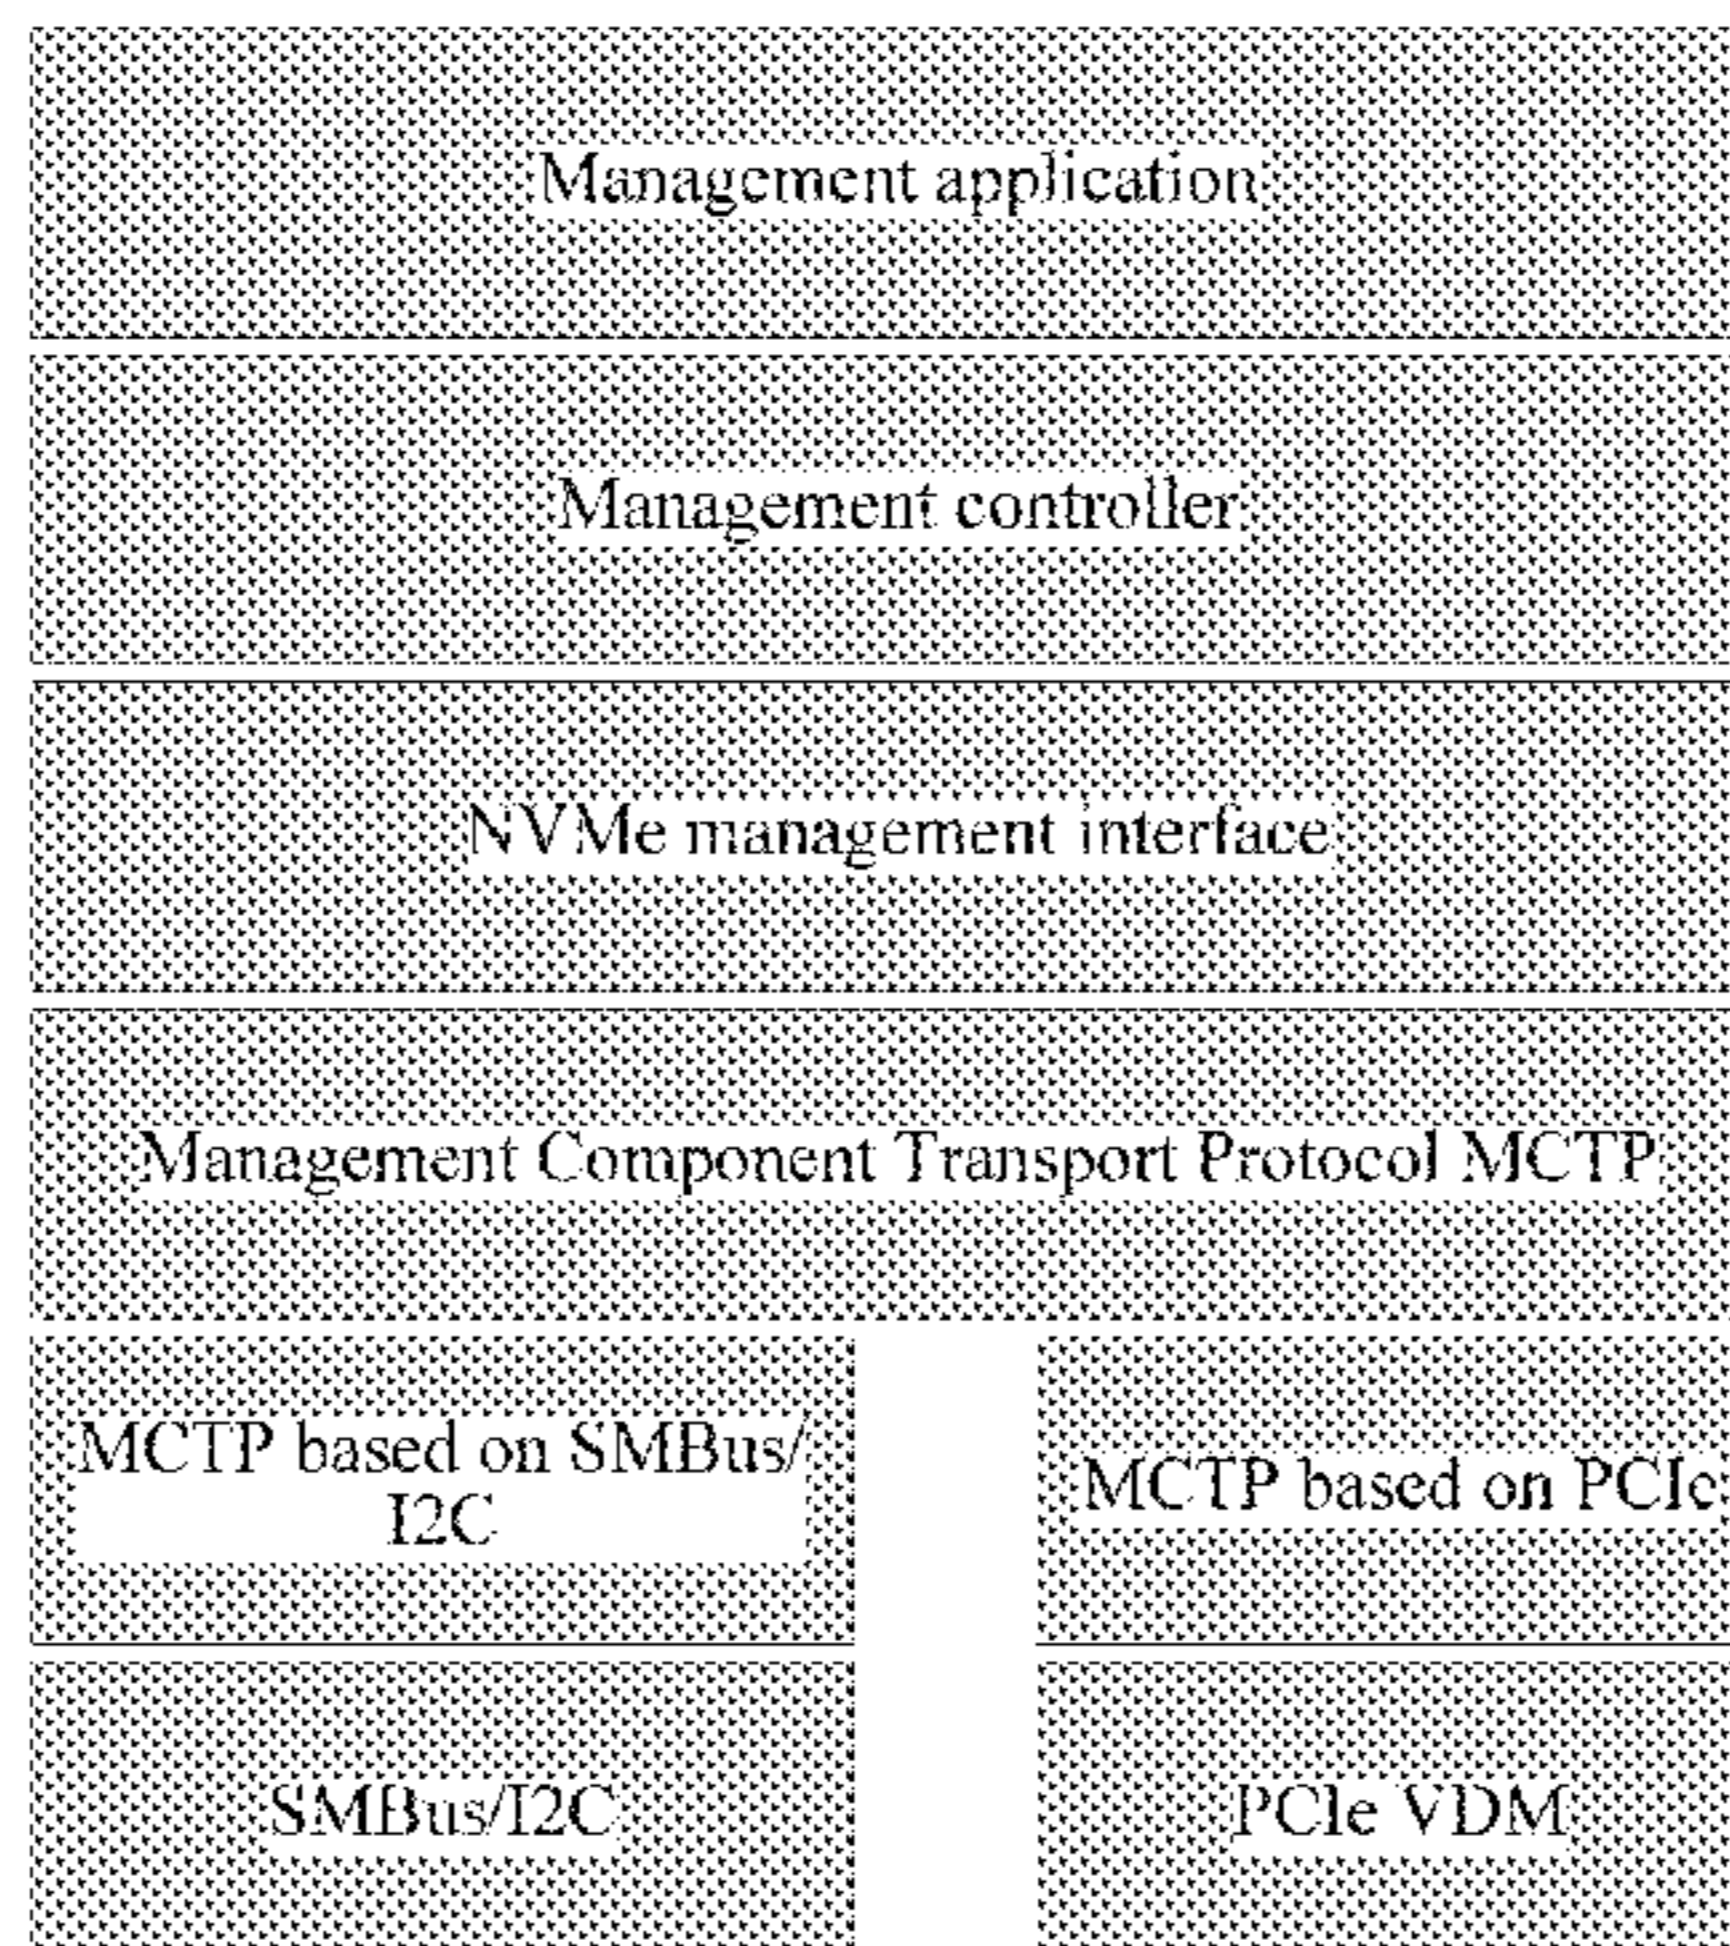 Management application
Management controller
NVMe management interface
Management Component Transport Protocol MCTP
MCTP based on SMBus/
I2C
MCTP based on PCIe
SMBus/I2C
PCIe VDM